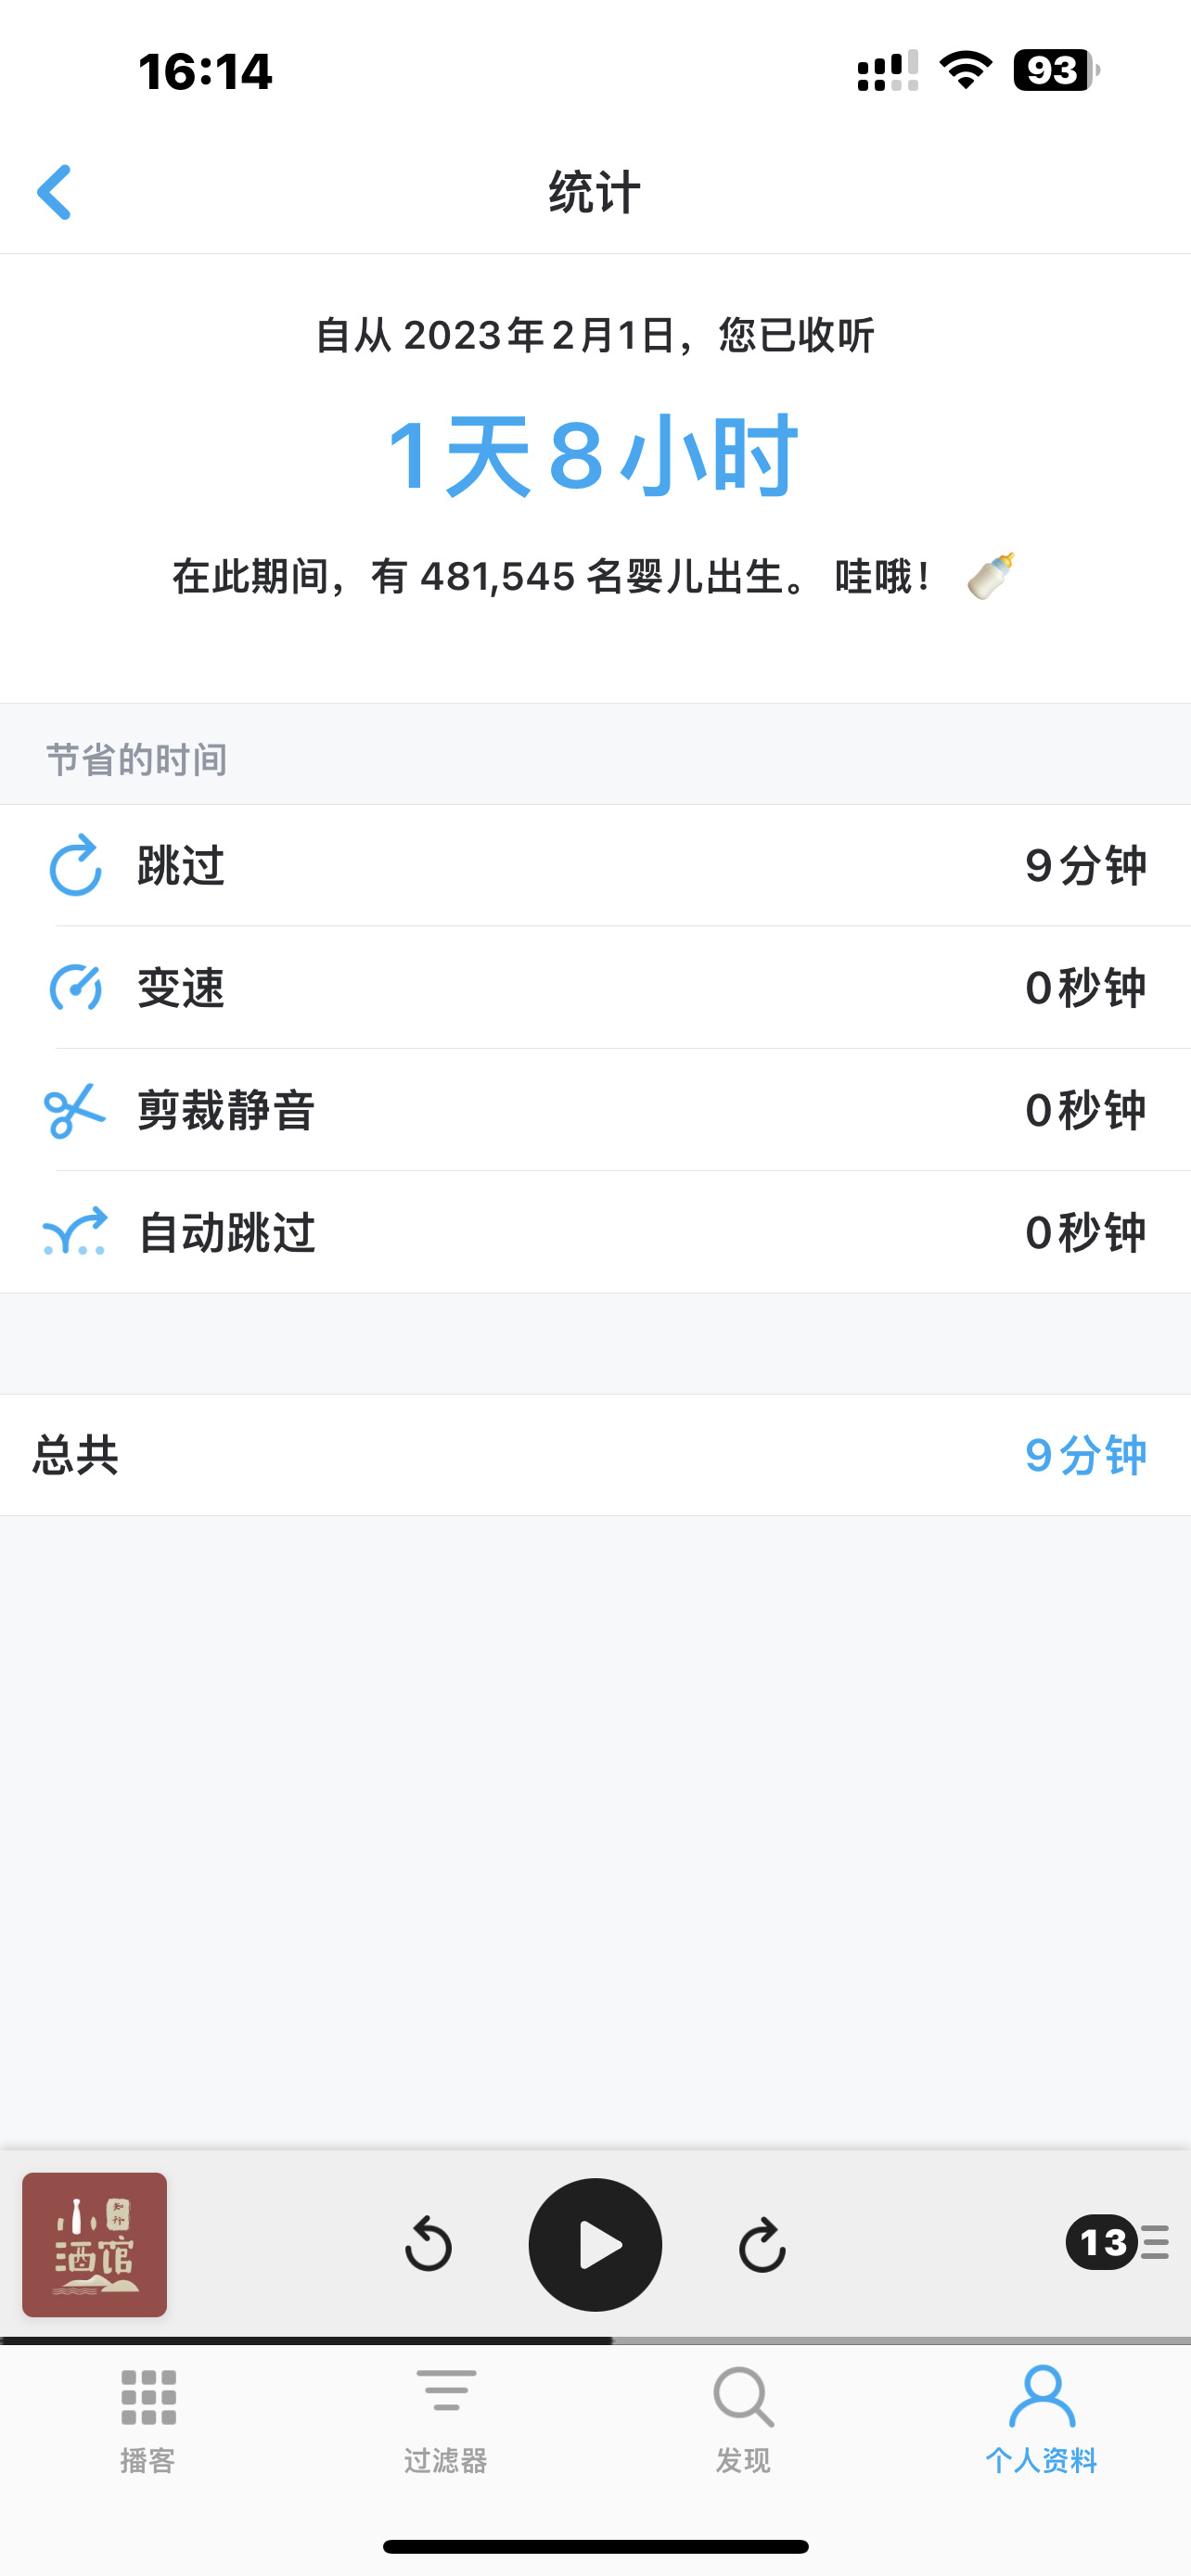 16:14
93
统计
自从 2023年2月1日，您已收听
1天8小时
在此期间，有 481,545 名婴儿出生。 哇哦！ 🍼
节省的时间
跳过 9分钟
变速 0秒钟
剪裁静音 0秒钟
自动跳过 0秒钟
总共 9分钟
知行
小酒馆
13
播客 过滤器 发现 个人资料